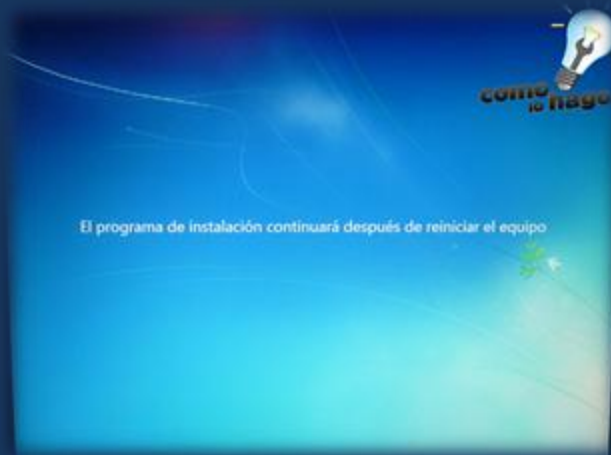 como
lo hago
El programa de instalación continuará después de reiniciar el equipo